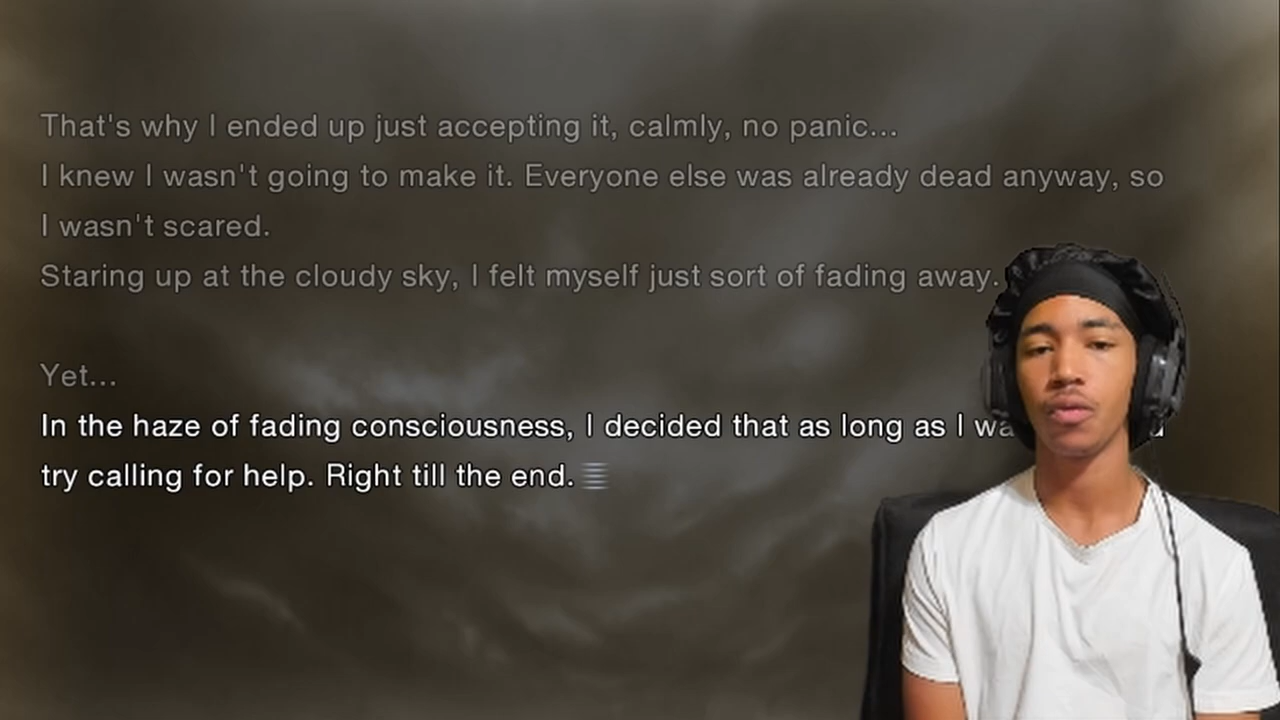 That's why I ended up just accepting it, calmly, no panic...
I knew I wasn't going to make it. Everyone else was already dead anyway, so
I wasn't scared.
Staring up at the cloudy sky, I felt myself just sort of fading away.
Yet...
In the haze of fading consciousness, I decided that as long as I
try calling for help. Right till the end.